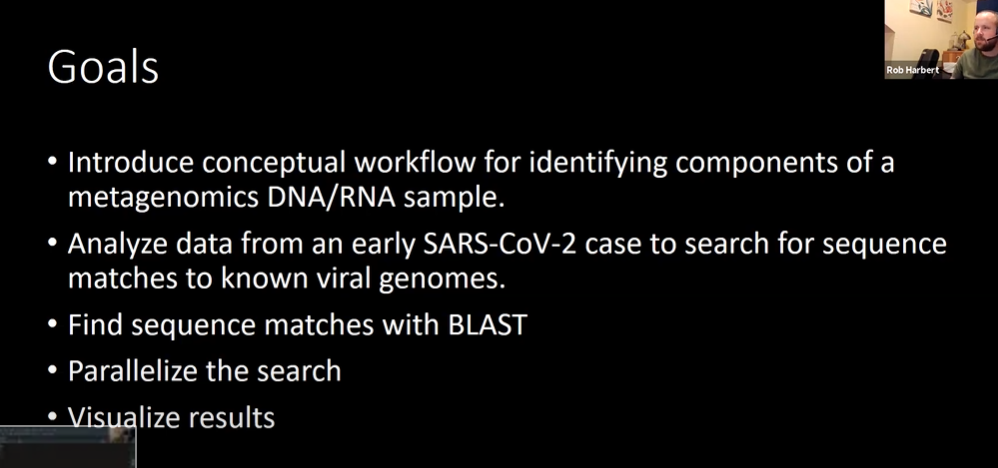 Goals
Rob Harbert
• Introduce conceptual workflow for identifying components of a
metagenomics DNA/RNA sample.
• Analyze data from an early SARS-CoV-2 case to search for sequence
matches to known viral genomes.
• Find sequence matches with BLAST
• Parallelize the search
• Visualize results